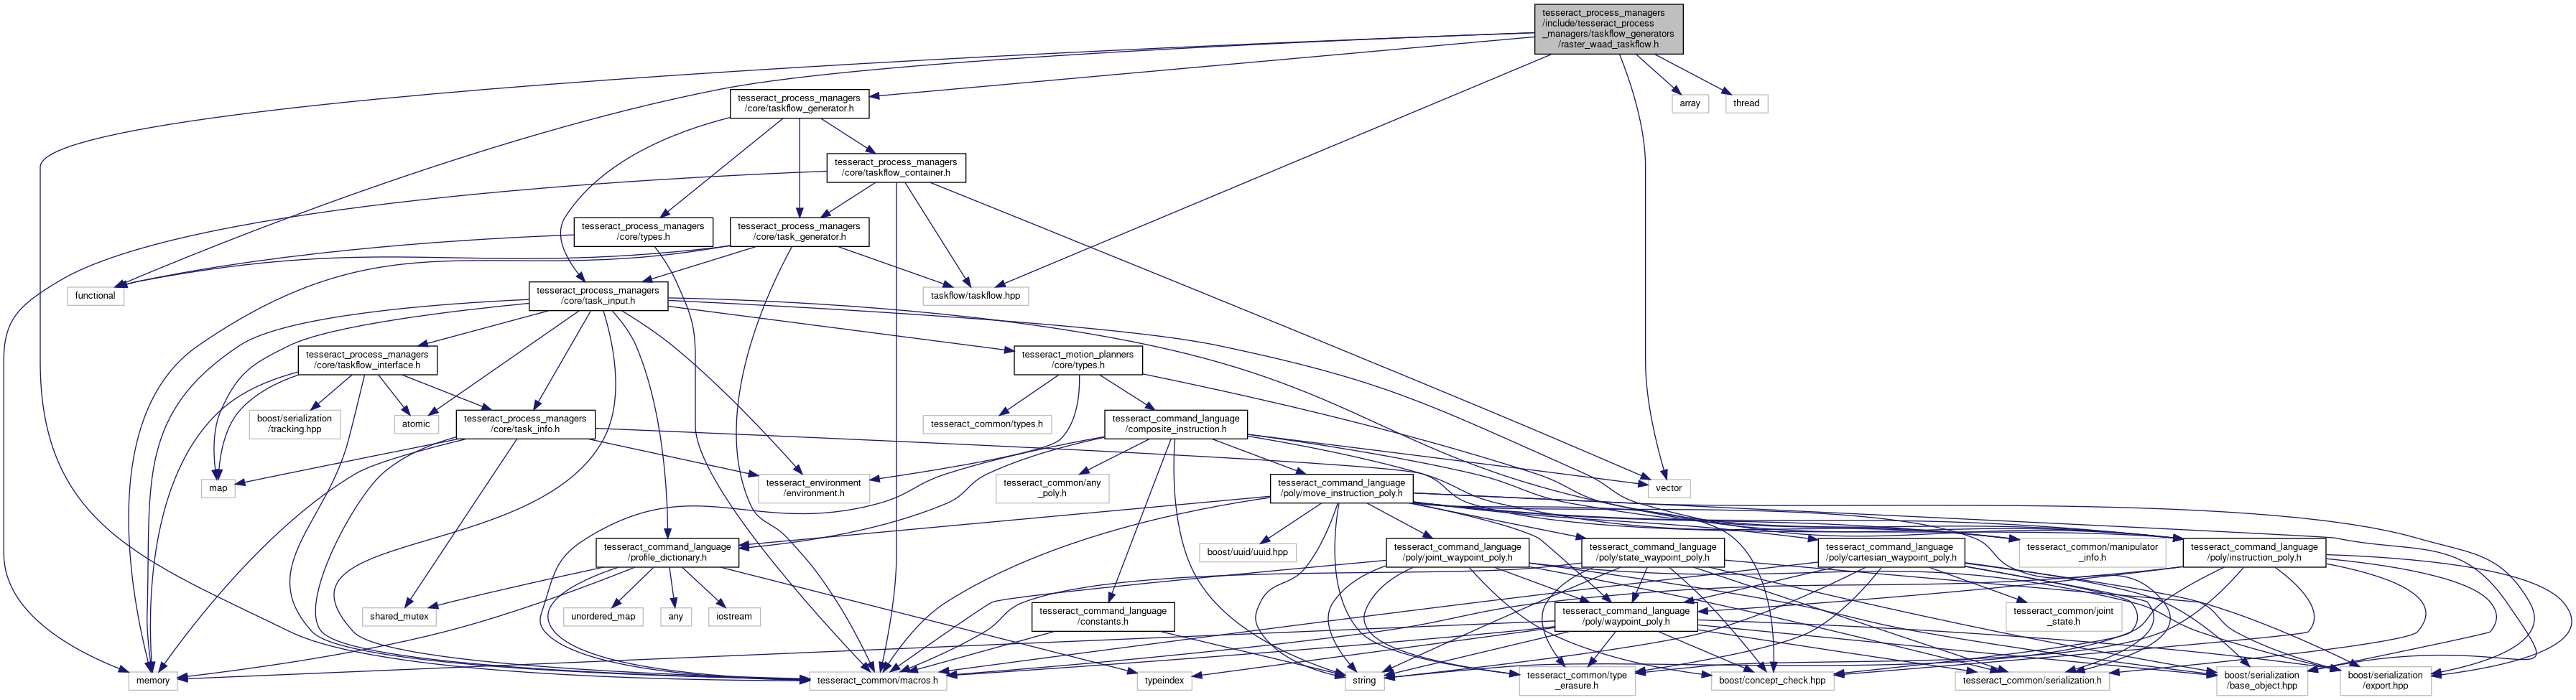 tesseract_process_managers
/include/tesseract_process
_managers/taskflow_generators
/raster_waad_taskflow.h
tesseract_process_managers
/core/taskflow_generator.h
array
thread
tesseract_process_managers
/core/taskflow_container.h
tesseract_process_managers
/core/types.h
tesseract_process_managers
/core/task_generator.h
functional
tesseract_process_managers
/core/task_input.h
taskflow/taskflow.hpp
tesseract_process_managers
/core/taskflow_interface.h
tesseract_motion_planners
/core/types.h
boost/serialization
/tracking.hpp
atomic
tesseract_process_managers
/core/task_info.h
tesseract_common/types.h
tesseract_command_language
/composite_instruction.h
map
tesseract_environment
/environment.h
tesseract_common/any
_poly.h
tesseract_command_language
/poly/move_instruction_poly.h
vector
tesseract_command_language
/profile_dictionary.h
boost/uuid/uuid.hpp
tesseract_command_language
/poly/joint_waypoint_poly.h
tesseract_command_language
/poly/state_waypoint_poly.h
tesseract_command_language
/poly/cartesian_waypoint_poly.h
tesseract_common/manipulator
_info.h
tesseract_command_language
/poly/instruction_poly.h
shared_mutex
unordered_map
any
iostream
tesseract_command_language
/constants.h
tesseract_command_language
/poly/waypoint_poly.h
tesseract_common/joint
_state.h
memory
tesseract_common/macros.h
typeindex
string
tesseract_common/type
_erasure.h
boost/concept_check.hpp
tesseract_common/serialization.h
boost/serialization
/base_object.hpp
boost/serialization
/export.hpp